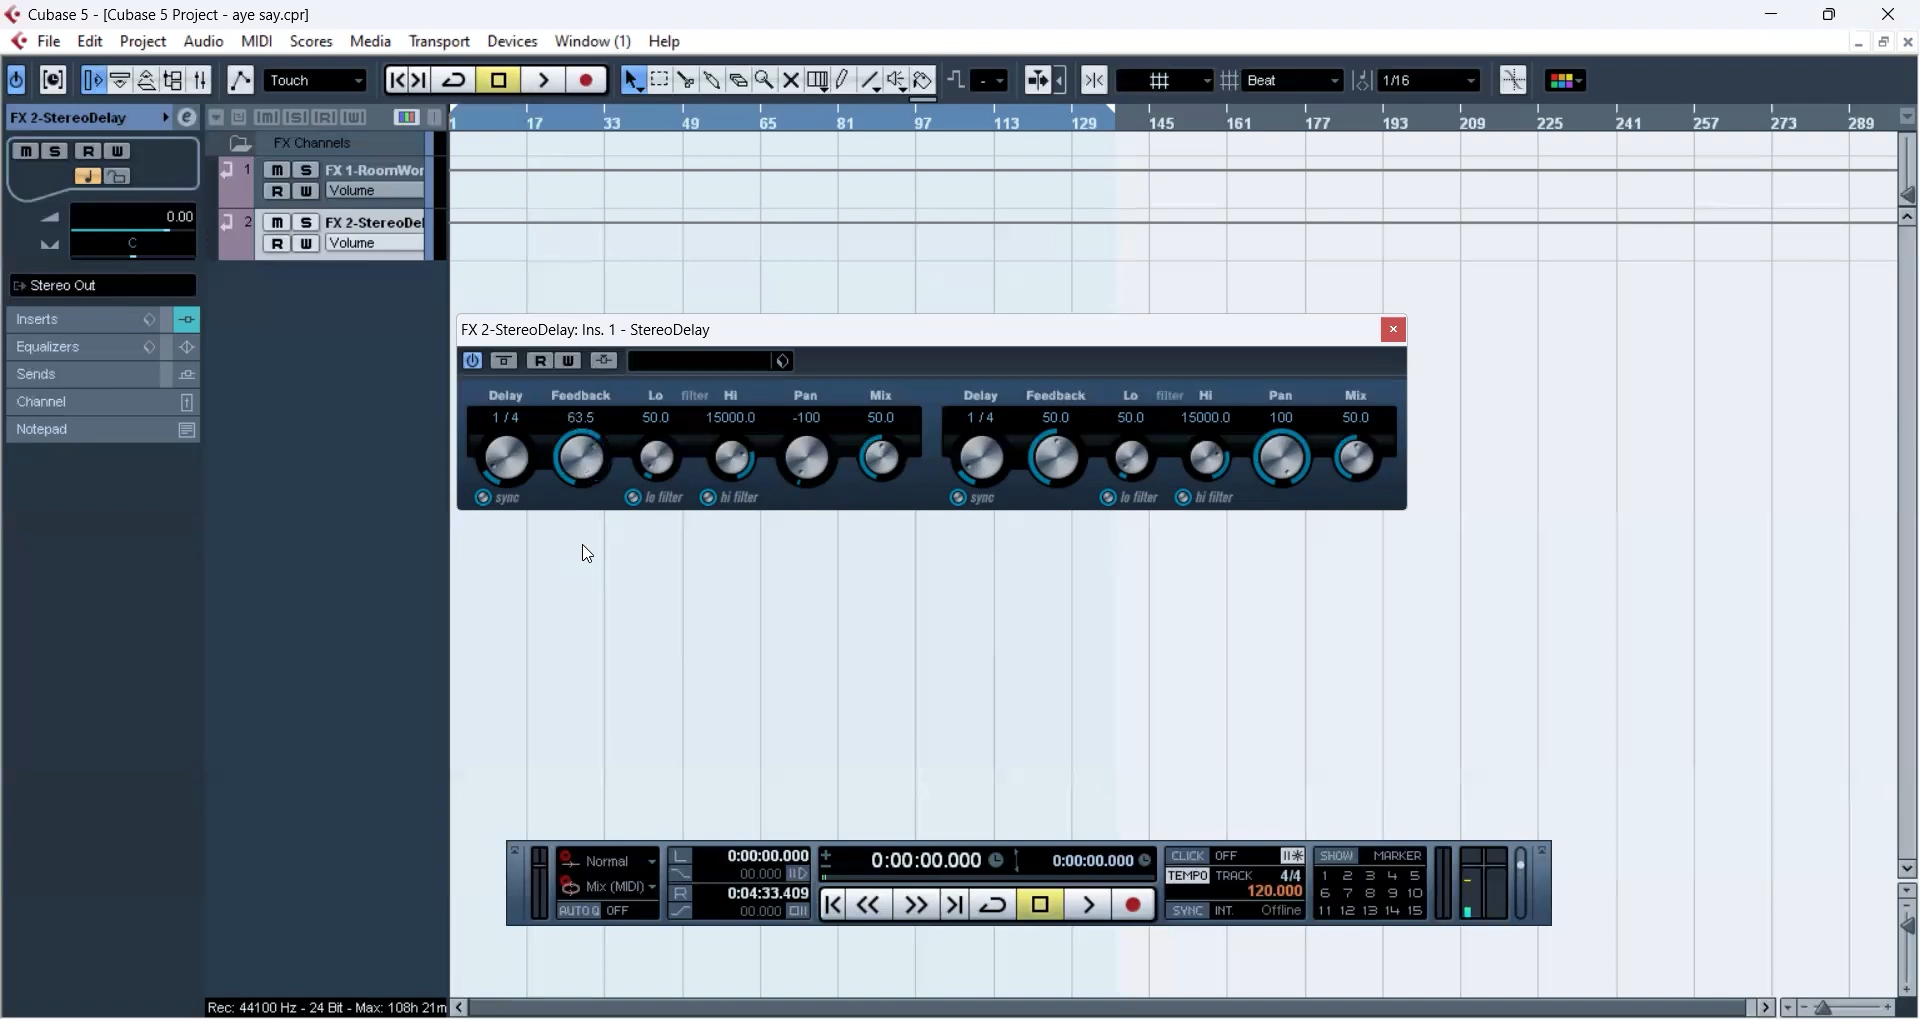 Cubase 5 - [Cubase 5 Project - aye say.cpr]
File Edit Project Audio MIDI Scores Media Transport Devices Window (1) Help
Touch - Beat 1/16
FX 2-StereoDelay
1 17 33 49 65 81 97 113 129 145 161 177 193 209 225 241 257 273 289
FX Channels
M S R W
1 M S FX 1-RoomWor
R W Volume
0.00
2 M S FX 2-StereoDel
C
R W Volume
Stereo Out
Inserts
Equalizers
Sends
Channel
Notepad
FX 2-StereoDelay: Ins. 1 - StereoDelay
R W
Delay Feedback Lo filter Hi Pan Mix Delay Feedback Lo filter Hi Pan Mix
1 / 4 63.5 50.0 15000.0 -100 50.0 1 / 4 50.0 50.0 15000.0 100 50.0
sync lo filter hi filter sync lo filter hi filter
Normal L 0:00:00.000 0:00:00.000 0:00:00.000 CLICK OFF SHOW MARKER
00.000 TEMPO TRACK 4/4 1 2 3 4 5
Mix (MIDI) R 0:04:33.409 120.000 6 7 8 9 10
AUTO Q OFF 00.000 SYNC INT. Offline 11 12 13 14 15
Rec: 44100 Hz - 24 Bit - Max: 108h 21m